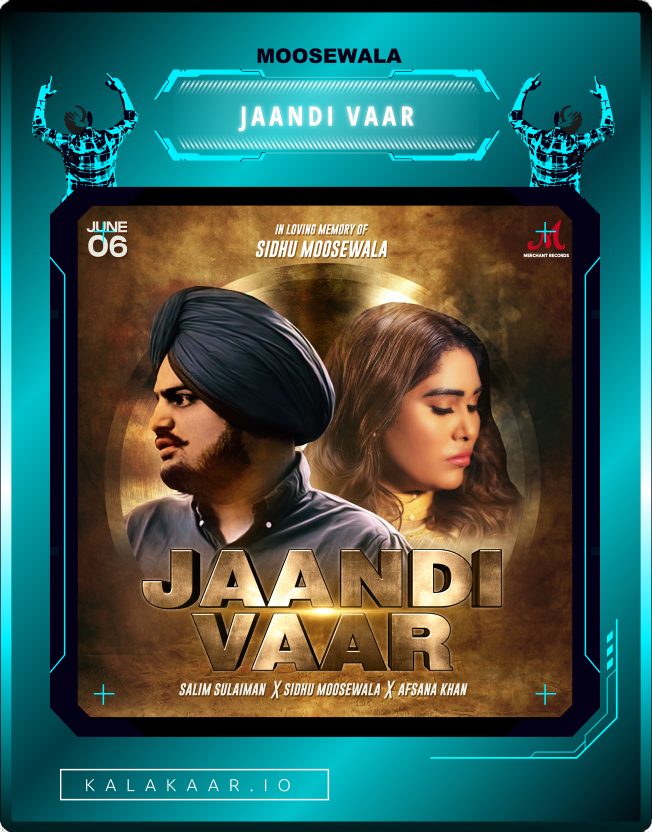 MOOSEWALA
JAANDI VAAR
JUNE
06
IN LOVING MEMORY OF
SIDHU MOOSEWALA
M
MERCHANT RECORDS
JAANDI
VAAR
SALIM SULAIMAN X SIDHU MOOSEWALA X AFSANA KHAN
KALAKAAR.IO